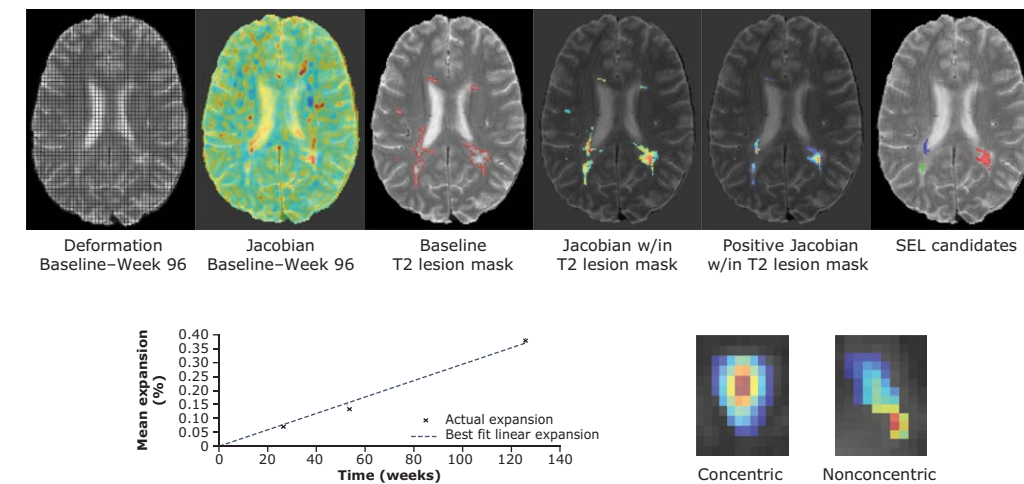 Deformation
Baseline–Week 96
Jacobian
Baseline–Week 96
Baseline
T2 lesion mask
Jacobian w/in
T2 lesion mask
Positive Jacobian
w/in T2 lesion mask
SEL candidates
Mean expansion
(%)
0.40
0.35
0.30
0.25
0.20
0.15
0.10
0.05
0
0 20 40 60 80 100 120 140
Time (weeks)
Actual expansion
Best fit linear expansion
Concentric
Nonconcentric